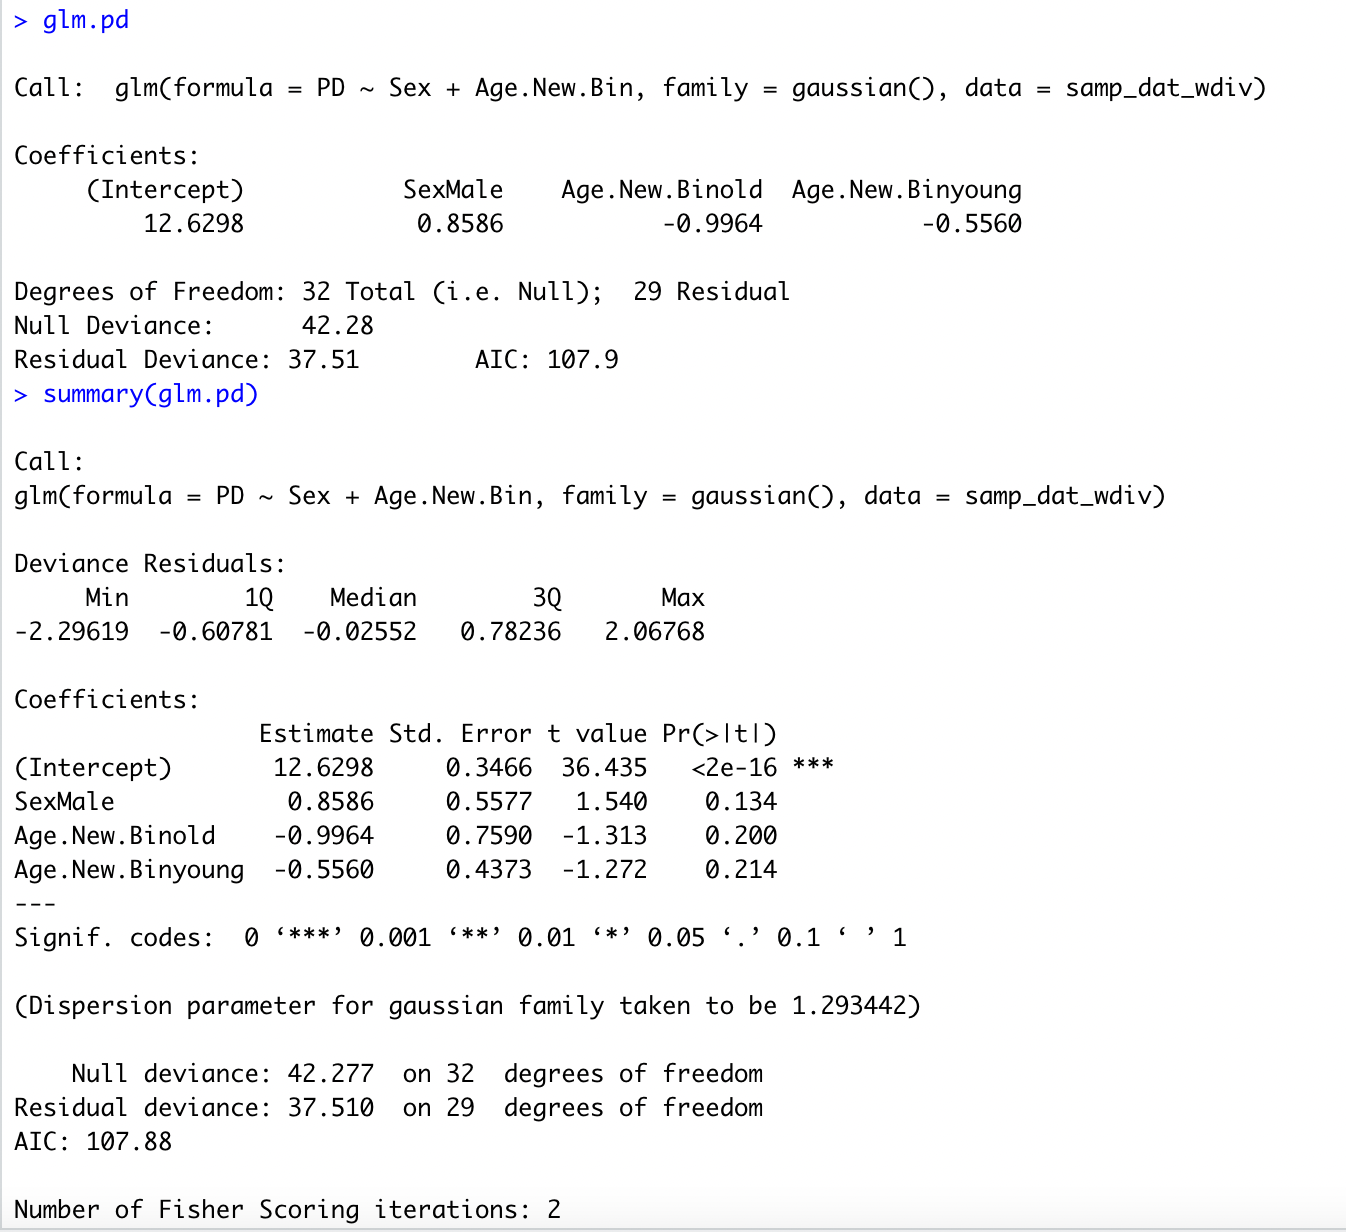 > glm.pd
Call:  glm(formula = PD ~ Sex + Age.New.Bin, family = gaussian(), data = samp_dat_wdiv)
Coefficients:
     (Intercept)           SexMale    Age.New.Binold  Age.New.Binyoung
         12.6298            0.8586           -0.9964           -0.5560
Degrees of Freedom: 32 Total (i.e. Null);  29 Residual
Null Deviance:      42.28
Residual Deviance: 37.51        AIC: 107.9
> summary(glm.pd)
Call:
glm(formula = PD ~ Sex + Age.New.Bin, family = gaussian(), data = samp_dat_wdiv)
Deviance Residuals:
     Min        1Q    Median        3Q       Max
-2.29619  -0.60781  -0.02552   0.78236   2.06768
Coefficients:
                 Estimate Std. Error t value Pr(>|t|)
(Intercept)       12.6298     0.3466  36.435   <2e-16 ***
SexMale            0.8586     0.5577   1.540    0.134
Age.New.Binold    -0.9964     0.7590  -1.313    0.200
Age.New.Binyoung  -0.5560     0.4373  -1.272    0.214
---
Signif. codes:  0 ‘***’ 0.001 ‘**’ 0.01 ‘*’ 0.05 ‘.’ 0.1 ‘ ’ 1
(Dispersion parameter for gaussian family taken to be 1.293442)
    Null deviance: 42.277  on 32  degrees of freedom
Residual deviance: 37.510  on 29  degrees of freedom
AIC: 107.88
Number of Fisher Scoring iterations: 2